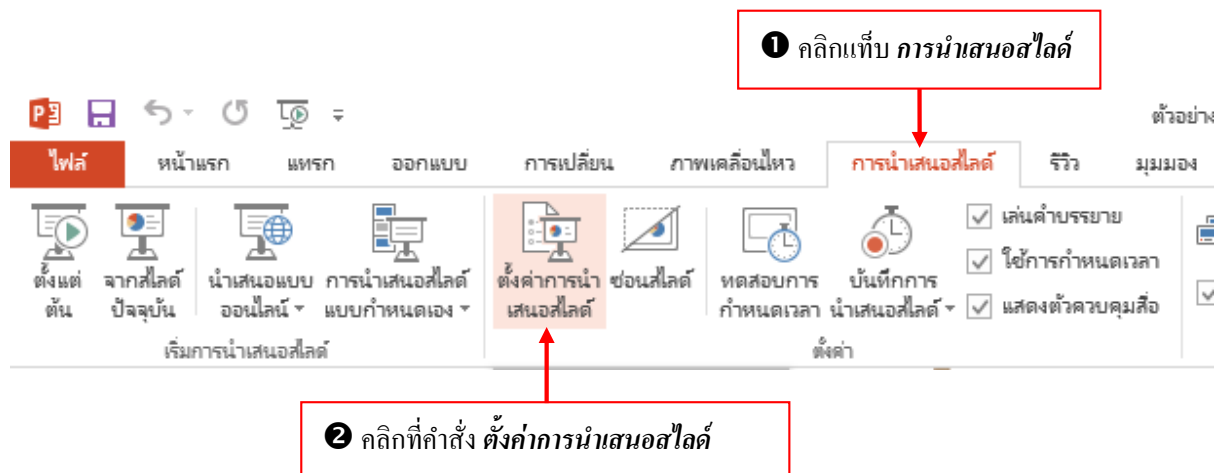 ❶ คลิกแท็บ การนำเสนอสไลด์
ตัวอย่าง
ไฟล์ หน้าแรก แทรก ออกแบบ การเปลี่ยน ภาพเคลื่อนไหว การนำเสนอสไลด์ รีวิว มุมมอง
ตั้งแต่ จากสไลด์ นำเสนอแบบ การนำเสนอสไลด์ ตั้งค่าการนำ ซ่อนสไลด์ ทดสอบการ บันทึกการ เล่นคำบรรยาย
ต้น ปัจจุบัน ออนไลน์ แบบกำหนดเอง เสนอสไลด์ กำหนดเวลา นำเสนอสไลด์ ใช้การกำหนดเวลา
แสดงตัวควบคุมสื่อ
เริ่มการนำเสนอสไลด์ ตั้งค่า
❷ คลิกที่คำสั่ง ตั้งค่าการนำเสนอสไลด์